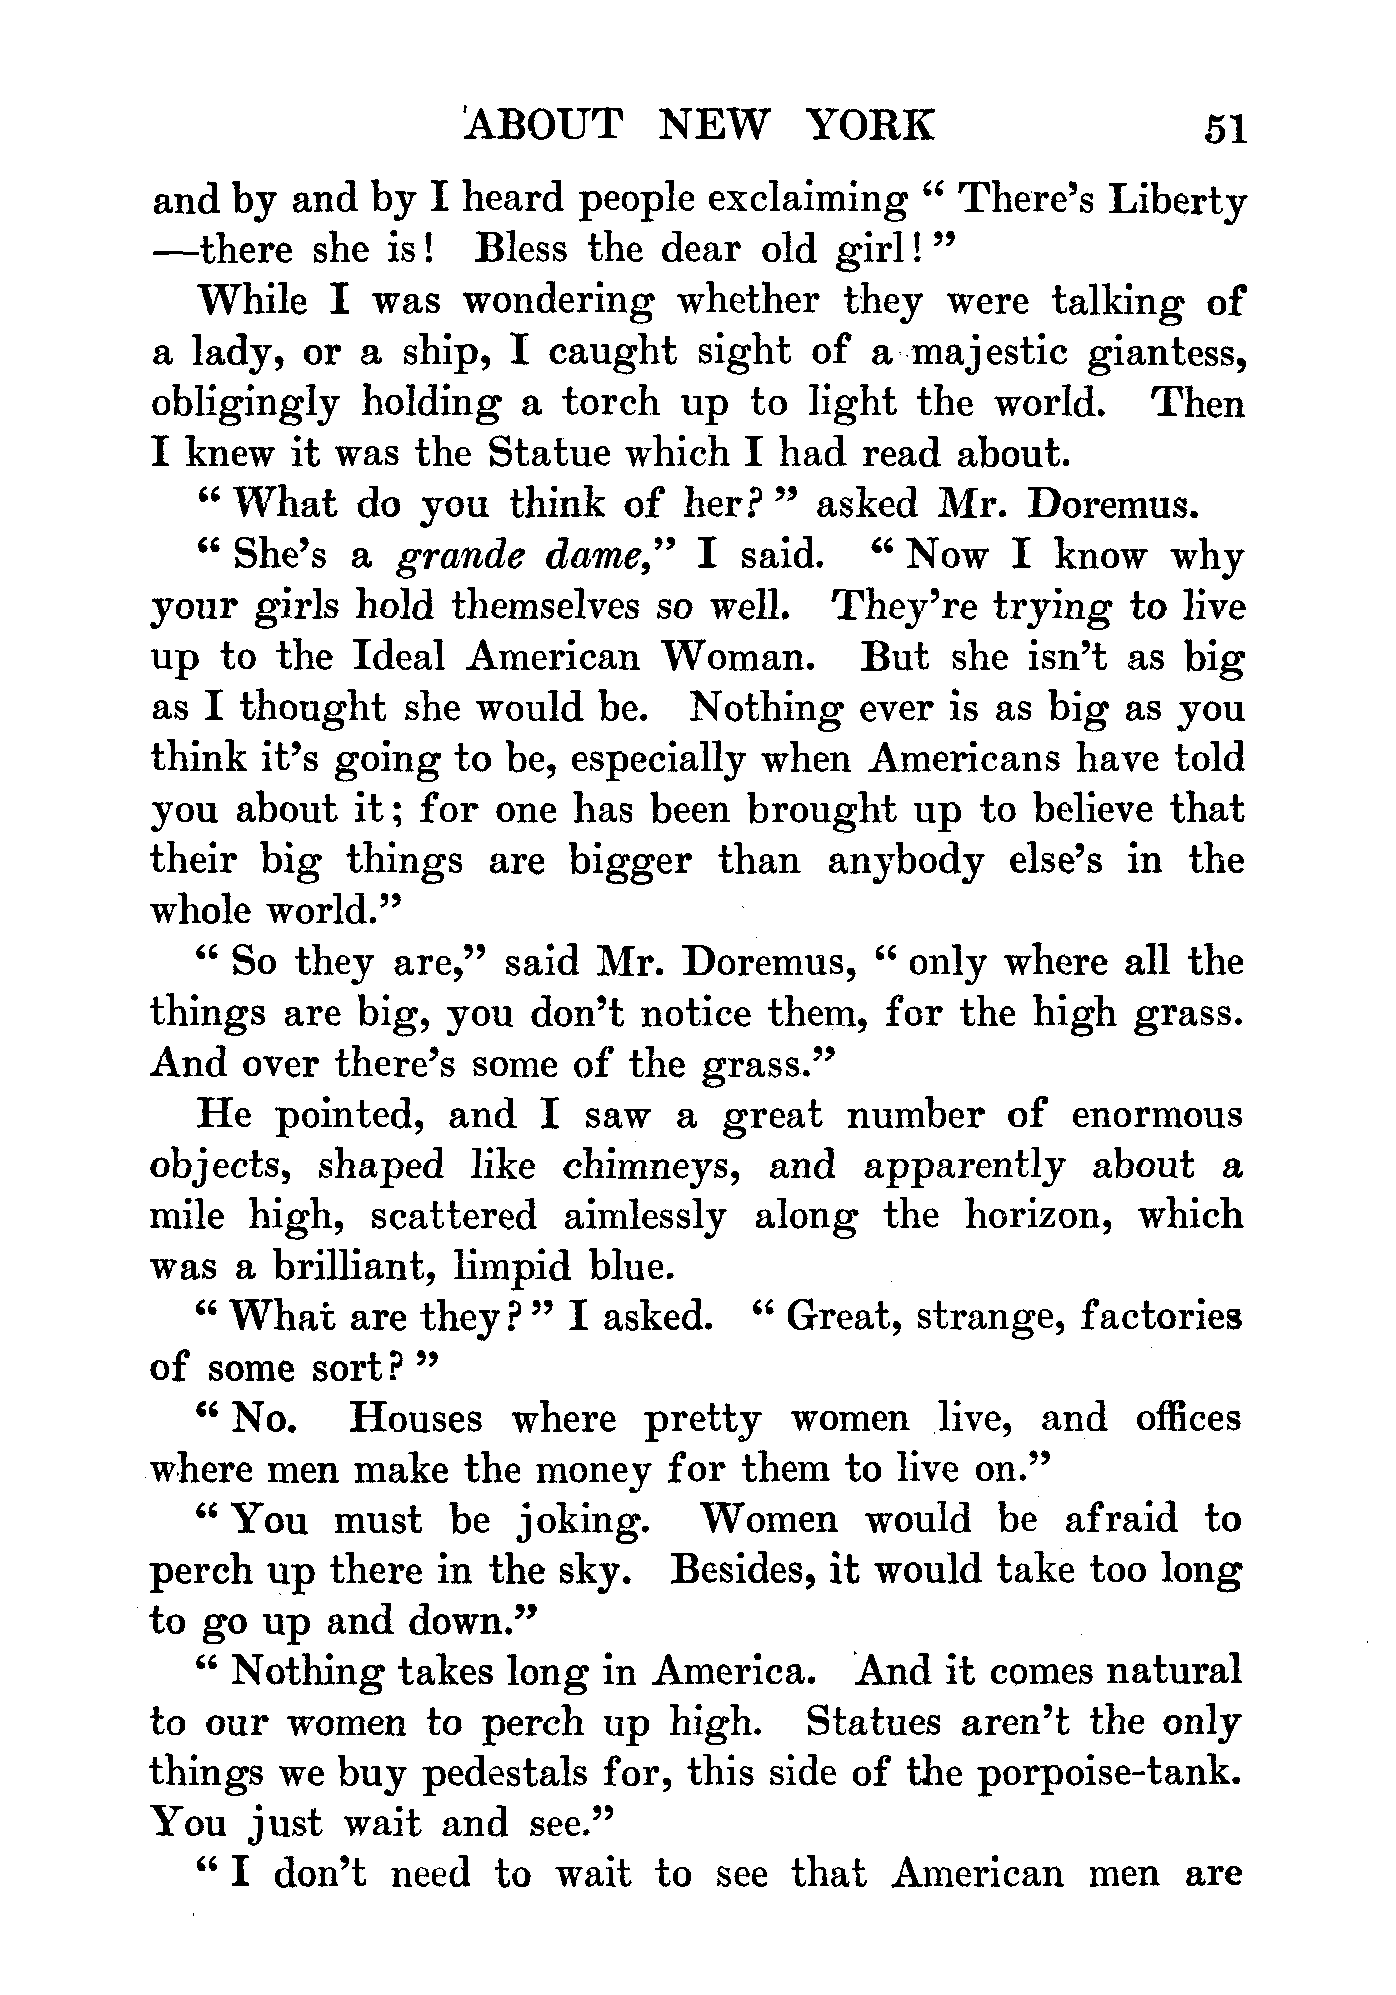 ABOUT NEW YORK 51
and by and by I heard people exclaiming “ There’s Liberty
—there she is! Bless the dear old girl!”
While I was wondering whether they were talking of
a lady, or a ship, I caught sight of a majestic giantess,
obligingly holding a torch up to light the world. Then
I knew it was the Statue which I had read about.
“ What do you think of her?” asked Mr. Doremus.
“ She’s a grande dame,” I said. “ Now I know why
your girls hold themselves so well. They’re trying to live
up to the Ideal American Woman. But she isn’t as big
as I thought she would be. Nothing ever is as big as you
think it’s going to be, especially when Americans have told
you about it; for one has been brought up to believe that
their big things are bigger than anybody else’s in the
whole world.”
“ So they are,” said Mr. Doremus, “ only where all the
things are big, you don’t notice them, for the high grass.
And over there’s some of the grass.”
He pointed, and I saw a great number of enormous
objects, shaped like chimneys, and apparently about a
mile high, scattered aimlessly along the horizon, which
was a brilliant, limpid blue.
“ What are they?” I asked. “ Great, strange, factories
of some sort?”
“ No. Houses where pretty women live, and offices
where men make the money for them to live on.”
“ You must be joking. Women would be afraid to
perch up there in the sky. Besides, it would take too long
to go up and down.”
“ Nothing takes long in America. And it comes natural
to our women to perch up high. Statues aren’t the only
things we buy pedestals for, this side of the porpoise-tank.
You just wait and see.”
“ I don’t need to wait to see that American men are